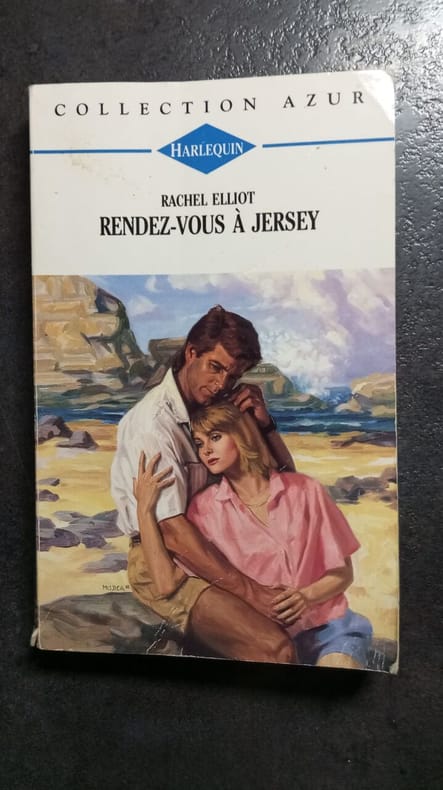 COLLECTION AZUR
HARLEQUIN
RACHEL ELLIOT
RENDEZ-VOUS À JERSEY